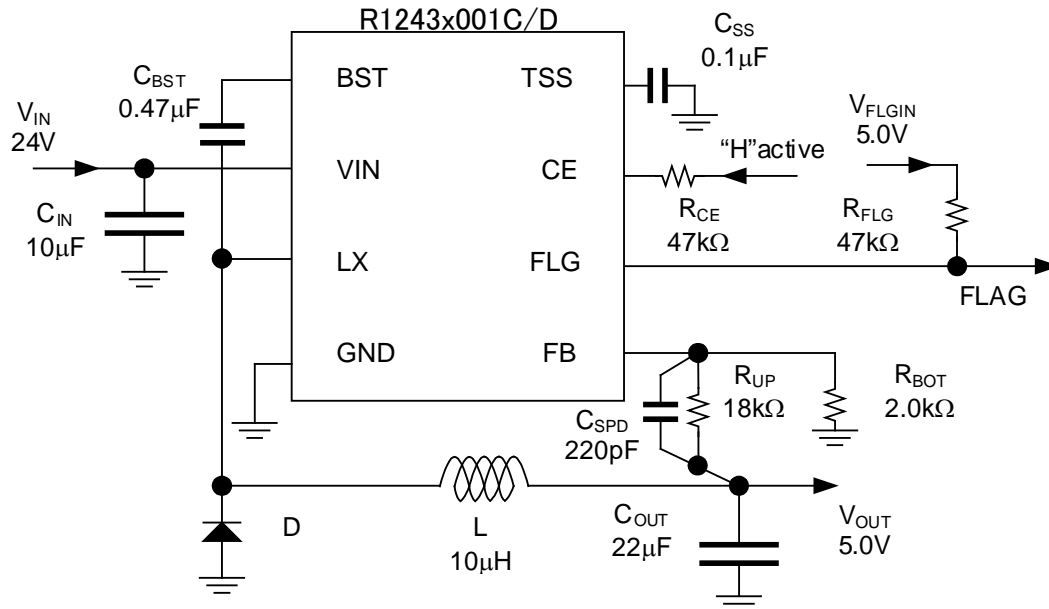 R1243x001C/D
CSS
0.1μF
CBST
0.47μF
BST
TSS
VIN
24V
VFLGIN
5.0V
"H"active
VIN
CE
CIN
10μF
RCE
47kΩ
RFLG
47kΩ
LX
FLG
FLAG
GND
FB
RUP
18kΩ
RBOT
2.0kΩ
CSPD
220pF
D
L
10μH
COUT
22μF
VOUT
5.0V